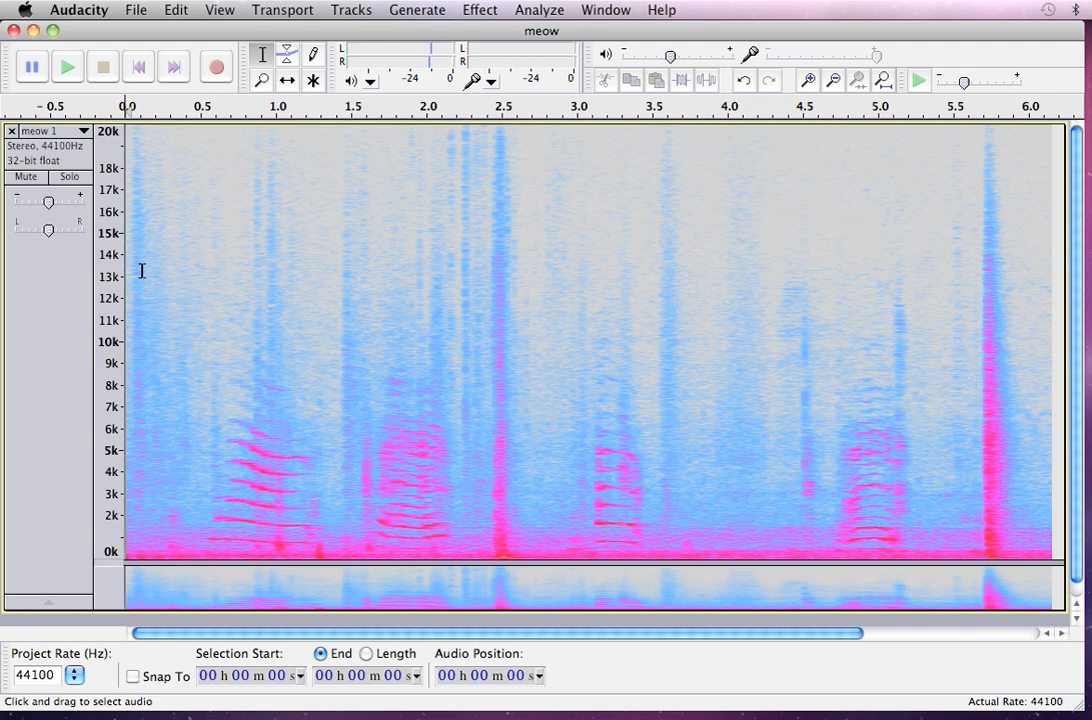 Audacity File Edit View Transport Tracks Generate Effect Analyze Window Help
meow
L
R
-24 0
L
R
-24 0
- + - +
- +
-0.5 0.0 0.5 1.0 1.5 2.0 2.5 3.0 3.5 4.0 4.5 5.0 5.5 6.0
meow 1
Stereo, 44100Hz
32-bit float
Mute Solo
- +
L R
20k
18k
17k
16k
15k
14k
13k
12k
11k
10k
9k
8k
7k
6k
5k
4k
3k
2k
0k
Project Rate (Hz): Selection Start: End Length Audio Position:
44100 Snap To 00 h 00 m 00 s 00 h 00 m 00 s 00 h 00 m 00 s
Click and drag to select audio Actual Rate: 44100